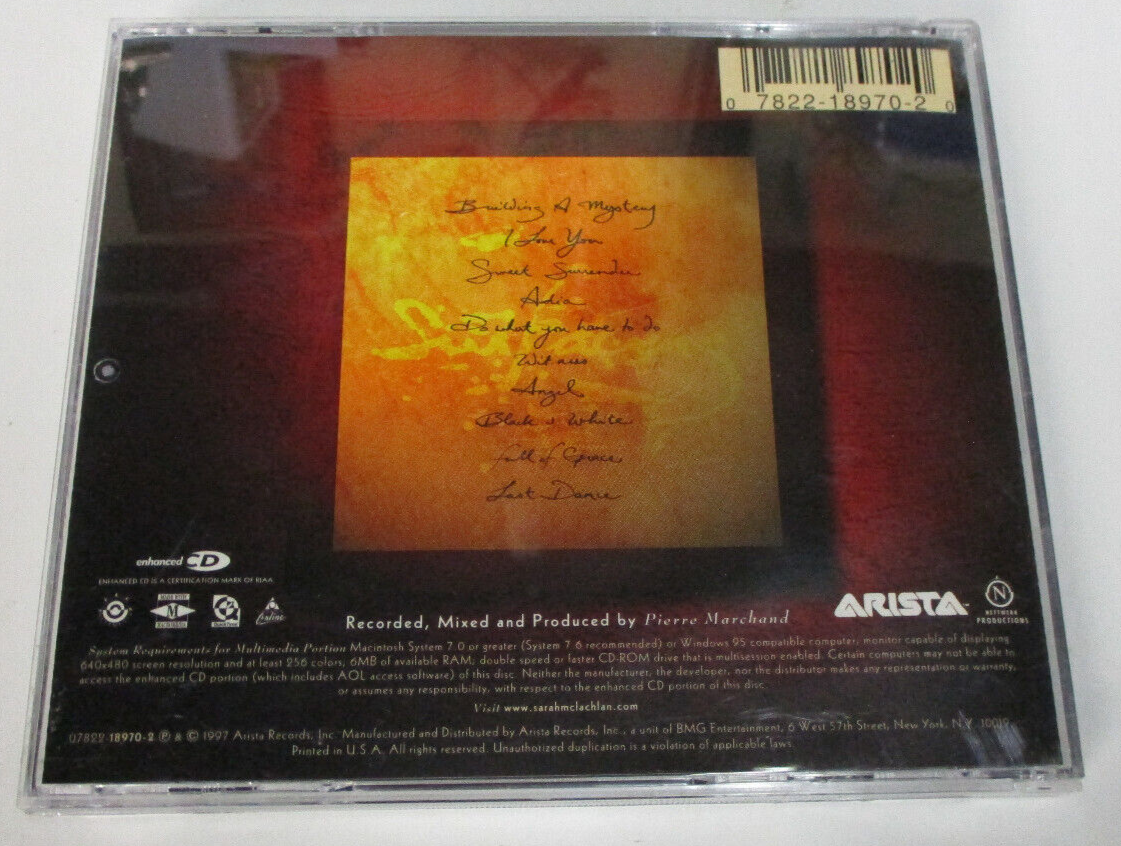 0 7822-18970-2 0
Building A Mystery
I Love You
Sweet Surrender
Adia
Do what you have to do
Witness
Angel
Black & White
Full of Grace
Last Dance
enhanced CD
ENHANCED CD IS A CERTIFICATION MARK OF RIAA
MADE WITH
M
MACROMEDIA
QuickTime
Recorded, Mixed and Produced by Pierre Marchand
ARISTA
N
NETTWERK
PRODUCTIONS
System Requirements for Multimedia Portion Macintosh System 7.0 or greater (System 7.6 recommended) or Windows 95 compatible computer; monitor capable of displaying
640x480 screen resolution and at least 256 colors; 6MB of available RAM; double speed or faster CD-ROM drive that is multisession enabled. Certain computers may not be able to
access the enhanced CD portion (which includes AOL access software) of this disc. Neither the manufacturer, the developer, nor the distributor makes any representation or warranty,
or assumes any responsibility, with respect to the enhanced CD portion of this disc.
Visit www.sarahmclachlan.com
07822-18970-2 ℗ & © 1997 Arista Records, Inc. Manufactured and Distributed by Arista Records, Inc., a unit of BMG Entertainment, 6 West 57th Street, New York, N.Y. 10019.
Printed in U.S.A. All rights reserved. Unauthorized duplication is a violation of applicable laws.